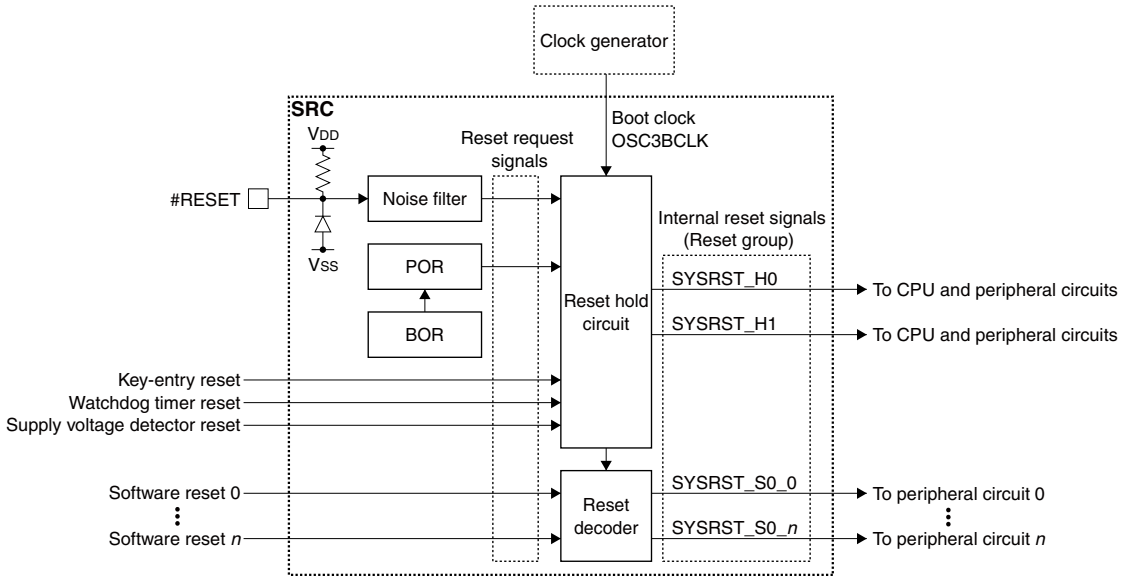 Clock generator
SRC
Boot clock
OSC3BCLK
VDD
Reset request
signals
#RESET
Noise filter
Internal reset signals
(Reset group)
VSS
POR
SYSRST_H0
To CPU and peripheral circuits
Reset hold
circuit
BOR
SYSRST_H1
To CPU and peripheral circuits
Key-entry reset
Watchdog timer reset
Supply voltage detector reset
Software reset 0
Reset
decoder
SYSRST_S0_0
To peripheral circuit 0
Software reset n
SYSRST_S0_n
To peripheral circuit n